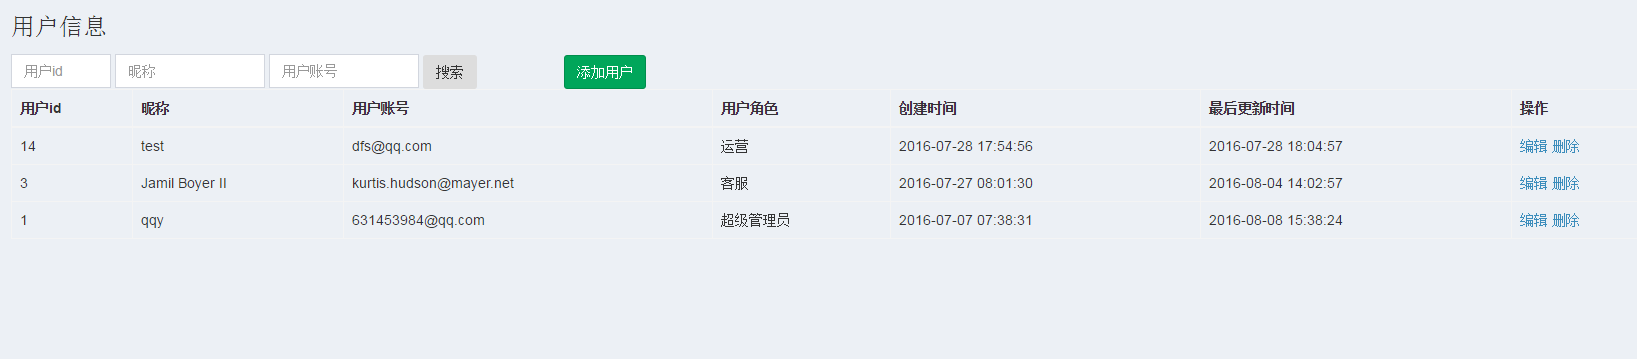 用户信息
用户id 昵称 用户账号 搜索 添加用户
用户id 昵称 用户账号 用户角色 创建时间 最后更新时间 操作
14 test dfs@qq.com 运营 2016-07-28 17:54:56 2016-07-28 18:04:57 编辑 删除
3 Jamil Boyer II kurtis.hudson@mayer.net 客服 2016-07-27 08:01:30 2016-08-04 14:02:57 编辑 删除
1 qqy 631453984@qq.com 超级管理员 2016-07-07 07:38:31 2016-08-08 15:38:24 编辑 删除